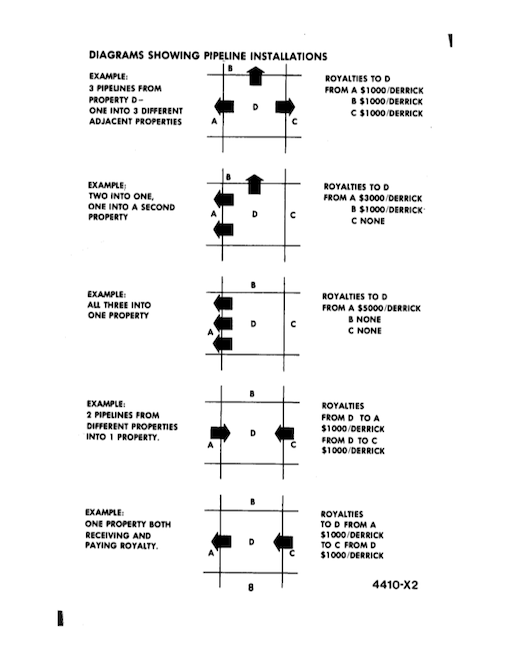 DIAGRAMS SHOWING PIPELINE INSTALLATIONS
EXAMPLE:
3 PIPELINES FROM
PROPERTY D—
ONE INTO 3 DIFFERENT
ADJACENT PROPERTIES
B
D
A
C
ROYALTIES TO D
FROM A $1000/DERRICK
B $1000/DERRICK
C $1000/DERRICK
EXAMPLE:
TWO INTO ONE,
ONE INTO A SECOND
PROPERTY
B
A
D
C
ROYALTIES TO D
FROM A $3000/DERRICK
B $1000/DERRICK
C NONE
EXAMPLE:
ALL THREE INTO
ONE PROPERTY
B
A
D
C
ROYALTIES TO D
FROM A $5000/DERRICK
B NONE
C NONE
EXAMPLE:
2 PIPELINES FROM
DIFFERENT PROPERTIES
INTO 1 PROPERTY.
B
D
A
C
ROYALTIES
FROM D TO A
$1000/DERRICK
FROM D TO C
$1000/DERRICK
EXAMPLE:
ONE PROPERTY BOTH
RECEIVING AND
PAYING ROYALTY.
B
D
A
C
ROYALTIES
TO D FROM A
$1000/DERRICK
TO C FROM D
$1000/DERRICK
8
4410-X2